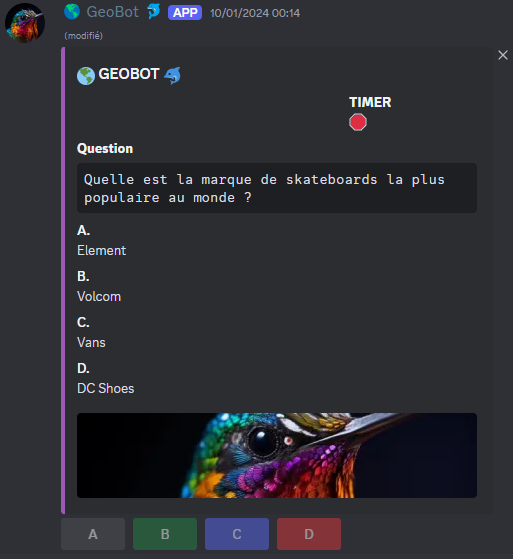 GeoBot APP 10/01/2024 00:14
(modifié)
GEOBOT
TIMER
Question
Quelle est la marque de skateboards la plus
populaire au monde ?
A.
Element
B.
Volcom
C.
Vans
D.
DC Shoes
A B C D